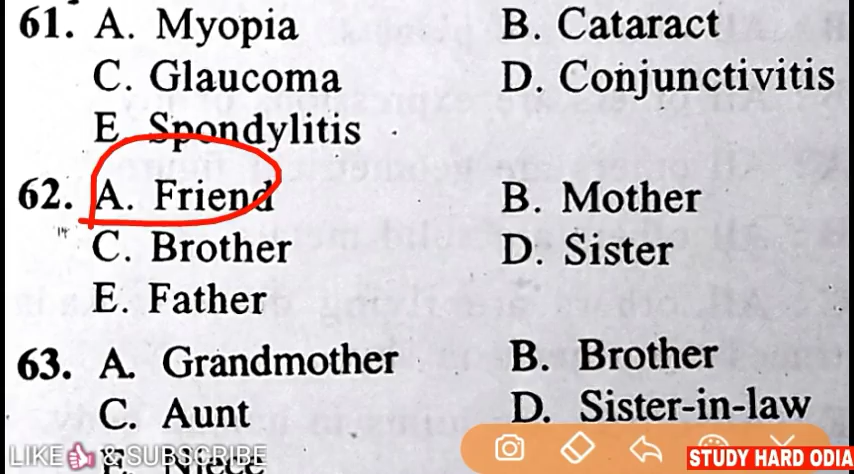 61. A. Myopia B. Cataract
C. Glaucoma D. Conjunctivitis
E Spondylitis
62. A. Friend B. Mother
C. Brother D. Sister
E. Father
63. A. Grandmother B. Brother
C. Aunt D. Sister-in-law
E. Niece
LIKE & SUBSCRIBE
STUDY HARD ODIA